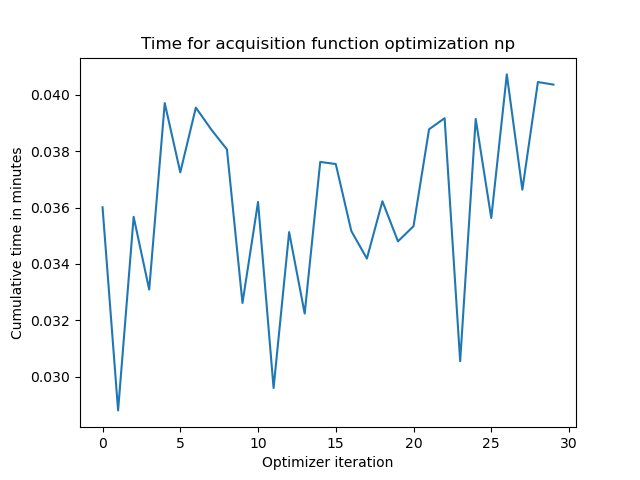 Time for acquisition function optimization np
Cumulative time in minutes
0.040
0.038
0.036
0.034
0.032
0.030
0 5 10 15 20 25 30
Optimizer iteration